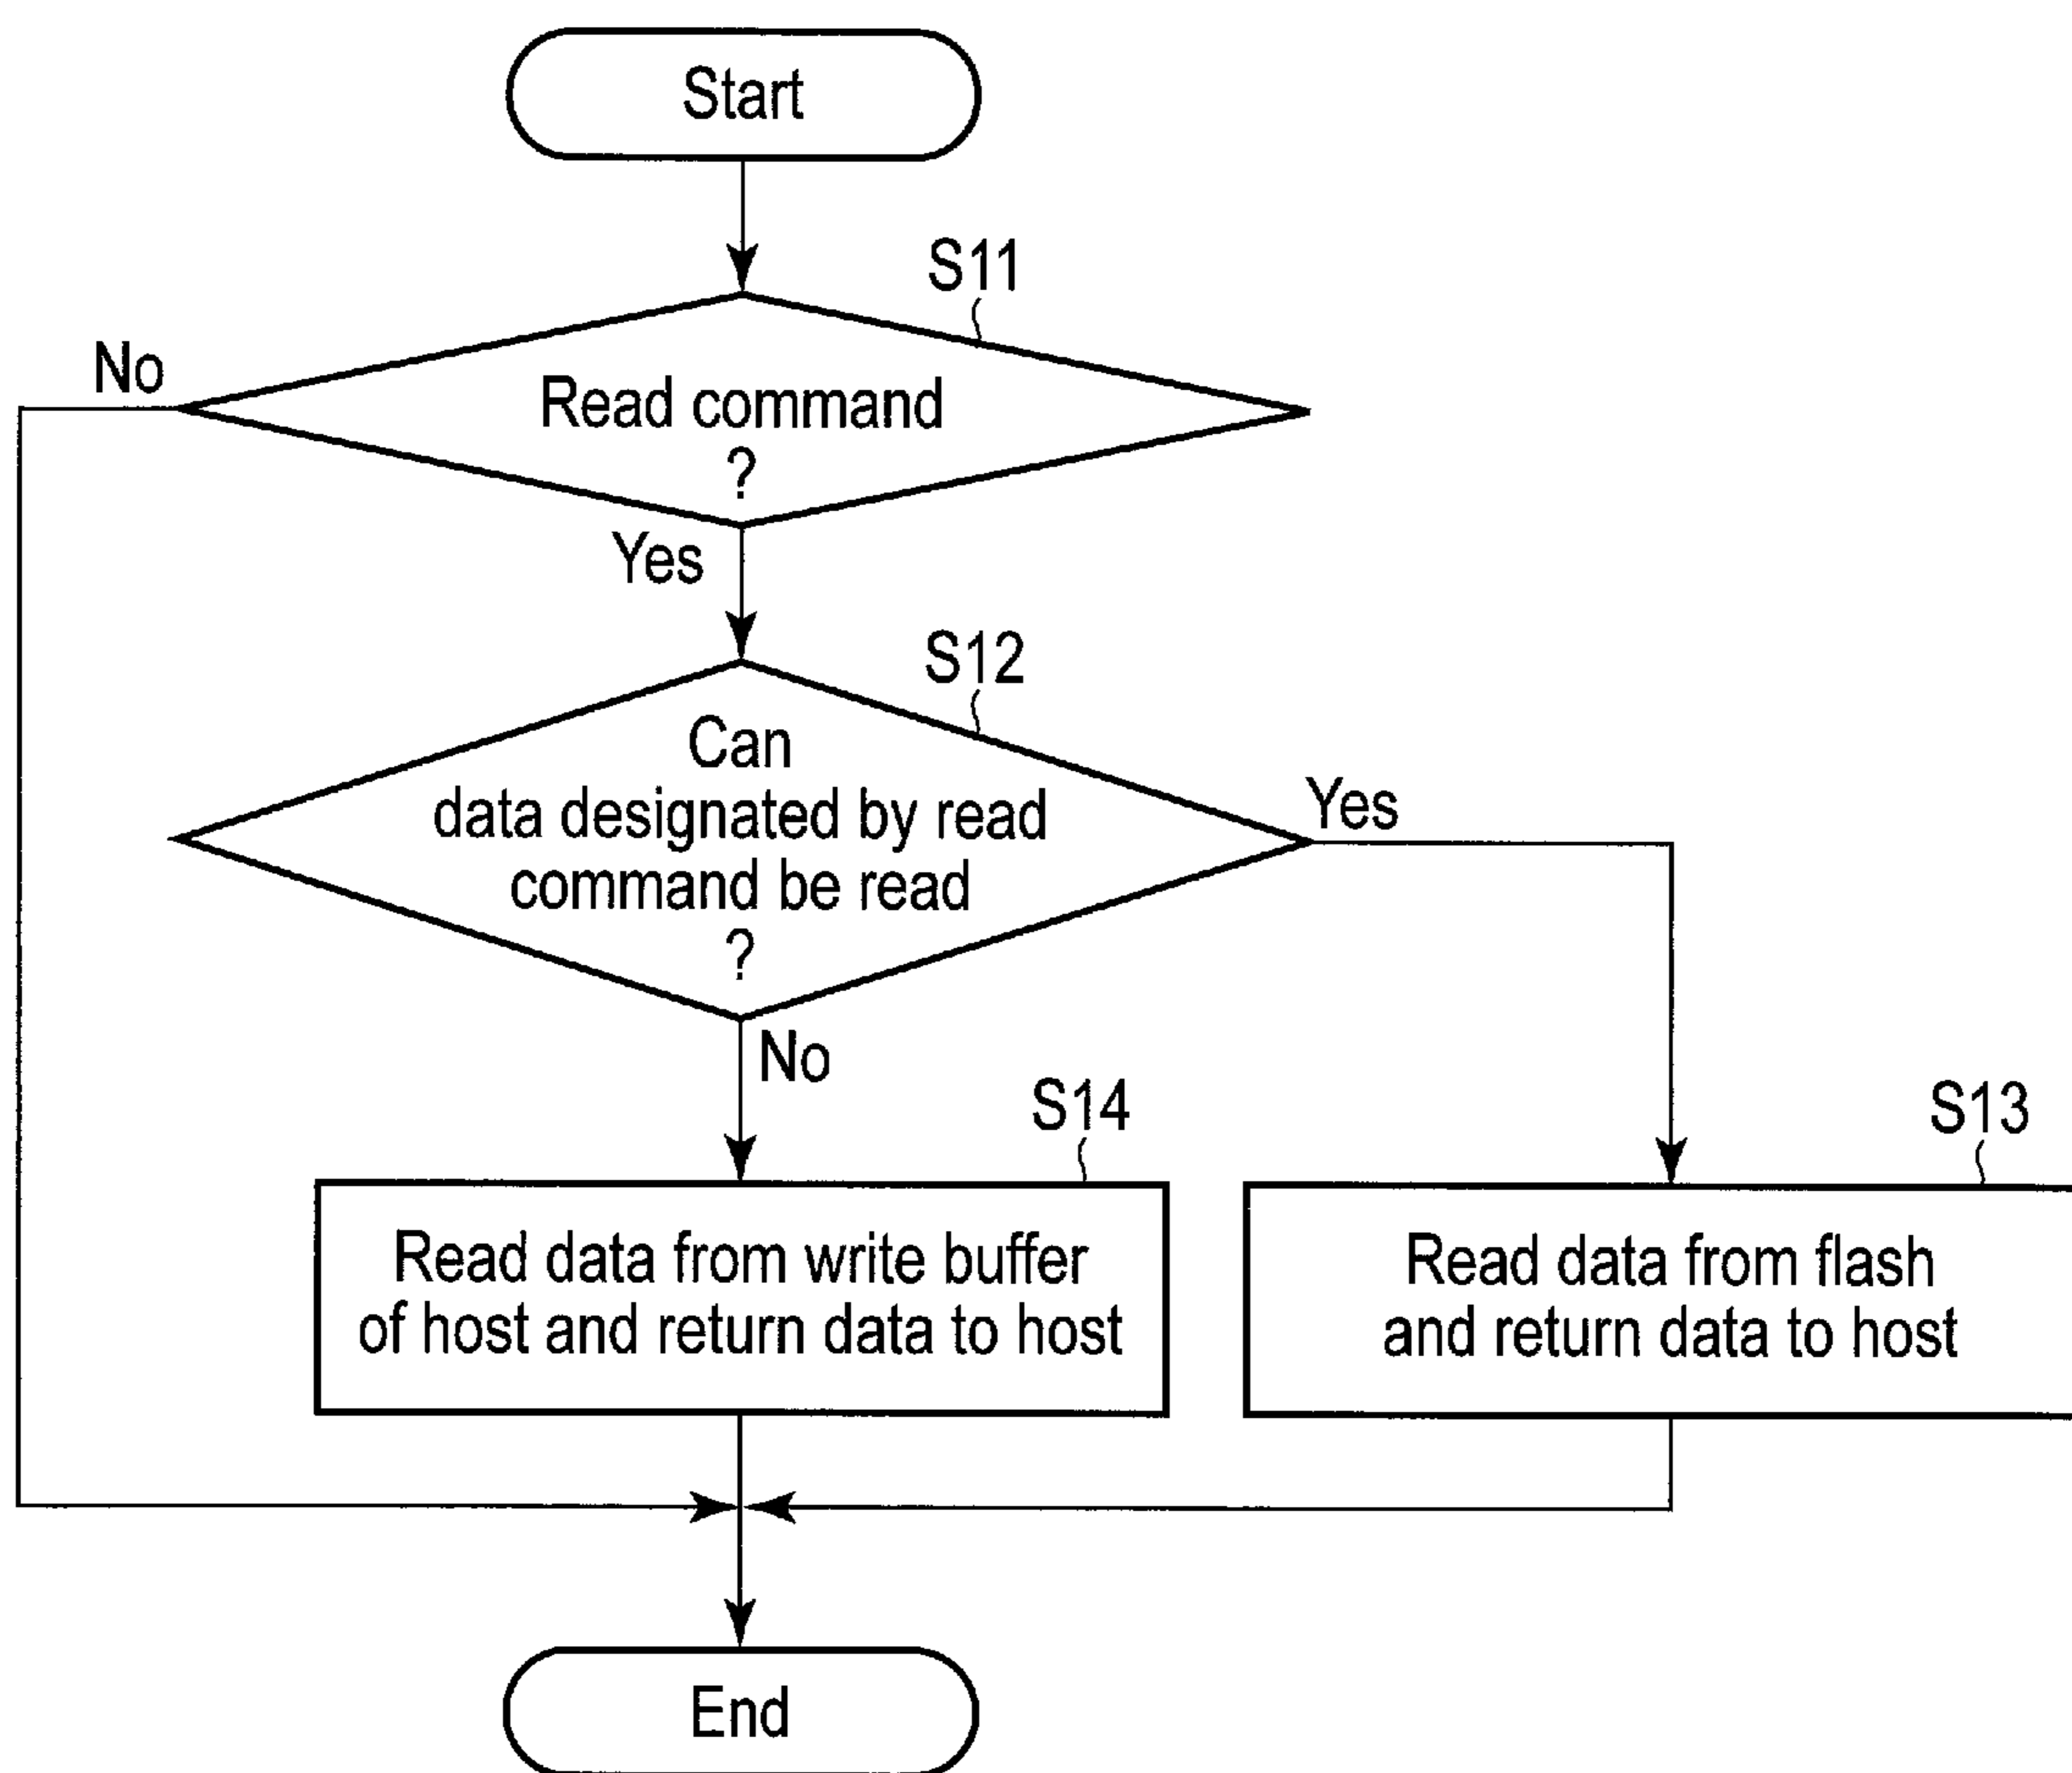 Start
S11
No
Read command
?
Yes
S12
Can
data designated by read
command be read
?
Yes
No
S14
S13
Read data from write buffer
of host and return data to host
Read data from flash
and return data to host
End